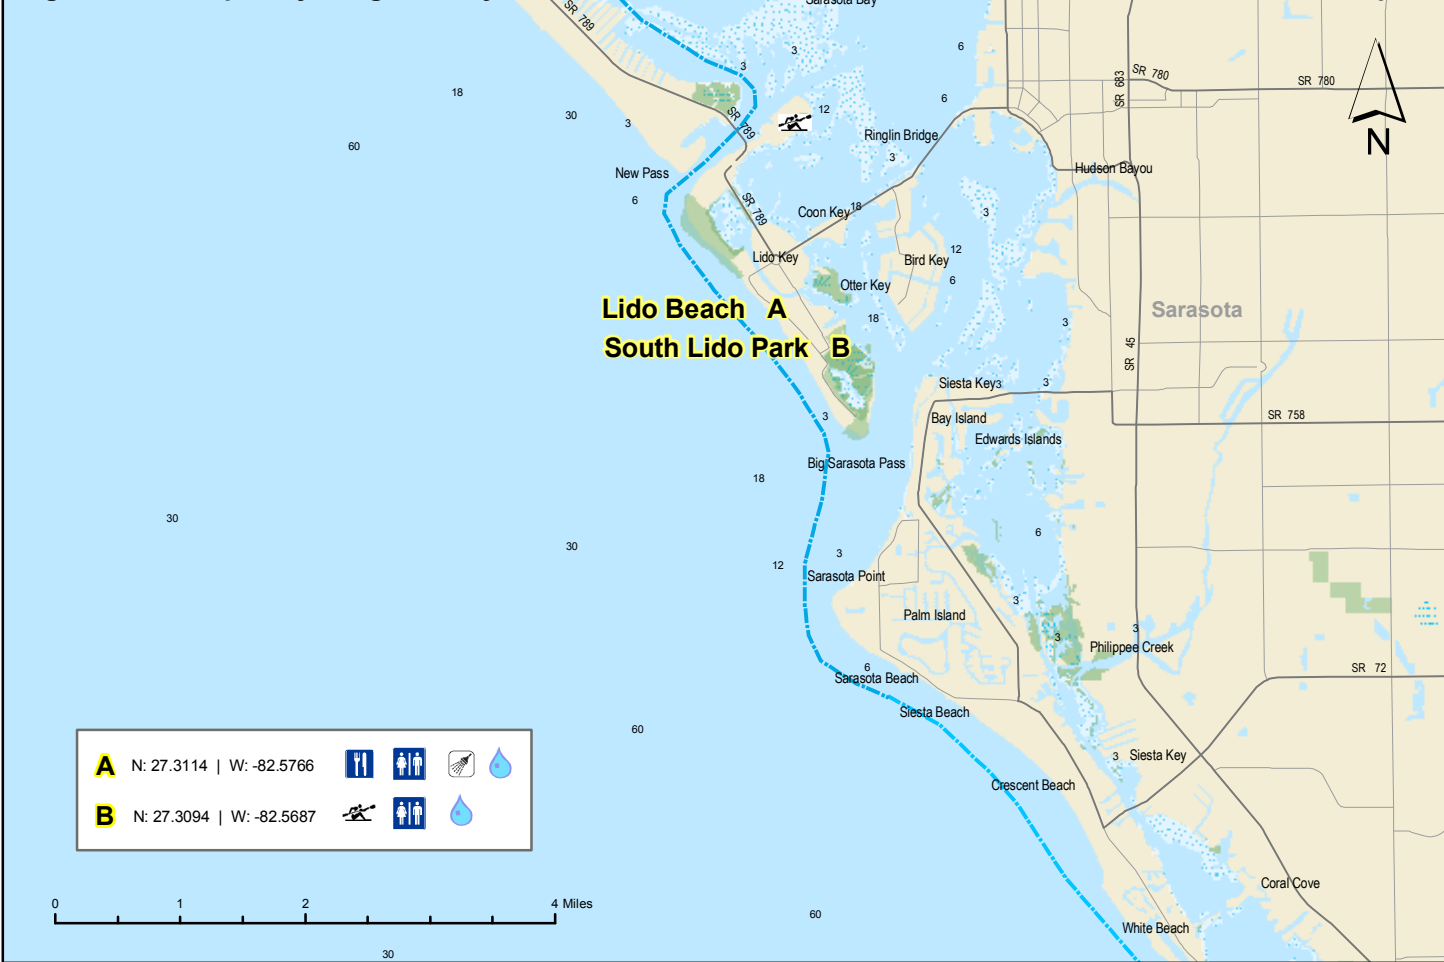 Sarasota Bay
SR 789
3
6
3
SR 780
SR 683
SR 780
18
6
12
30
3
SR 789
Ringlin Bridge
N
60
3
New Pass
Hudson Bayou
6
SR 789
Coon Key
18
3
12
Lido Key
Bird Key
Otter Key
6
Lido Beach A
18
3
Sarasota
South Lido Park B
SR 45
Siesta Key
3
3
3
Bay Island
SR 758
Edwards Islands
Big Sarasota Pass
18
30
6
30
3
12
Sarasota Point
3
Palm Island
3
3
Philippee Creek
6
SR 72
Sarasota Beach
Siesta Beach
60
3
Siesta Key
A N: 27.3114 | W: -82.5766
Crescent Beach
B N: 27.3094 | W: -82.5687
Coral Cove
0 1 2 4 Miles
60
White Beach
30